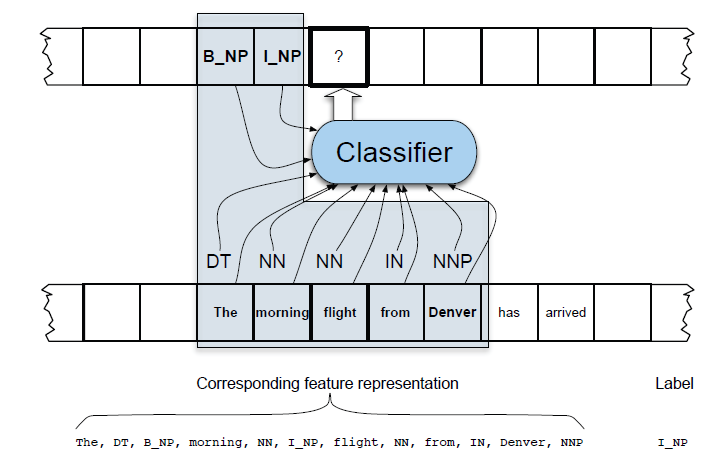 B_NP I_NP ?
Classifier
DT NN NN IN NNP
The morning flight from Denver has arrived
Corresponding feature representation Label
The, DT, B_NP, morning, NN, I_NP, flight, NN, from, IN, Denver, NNP I_NP